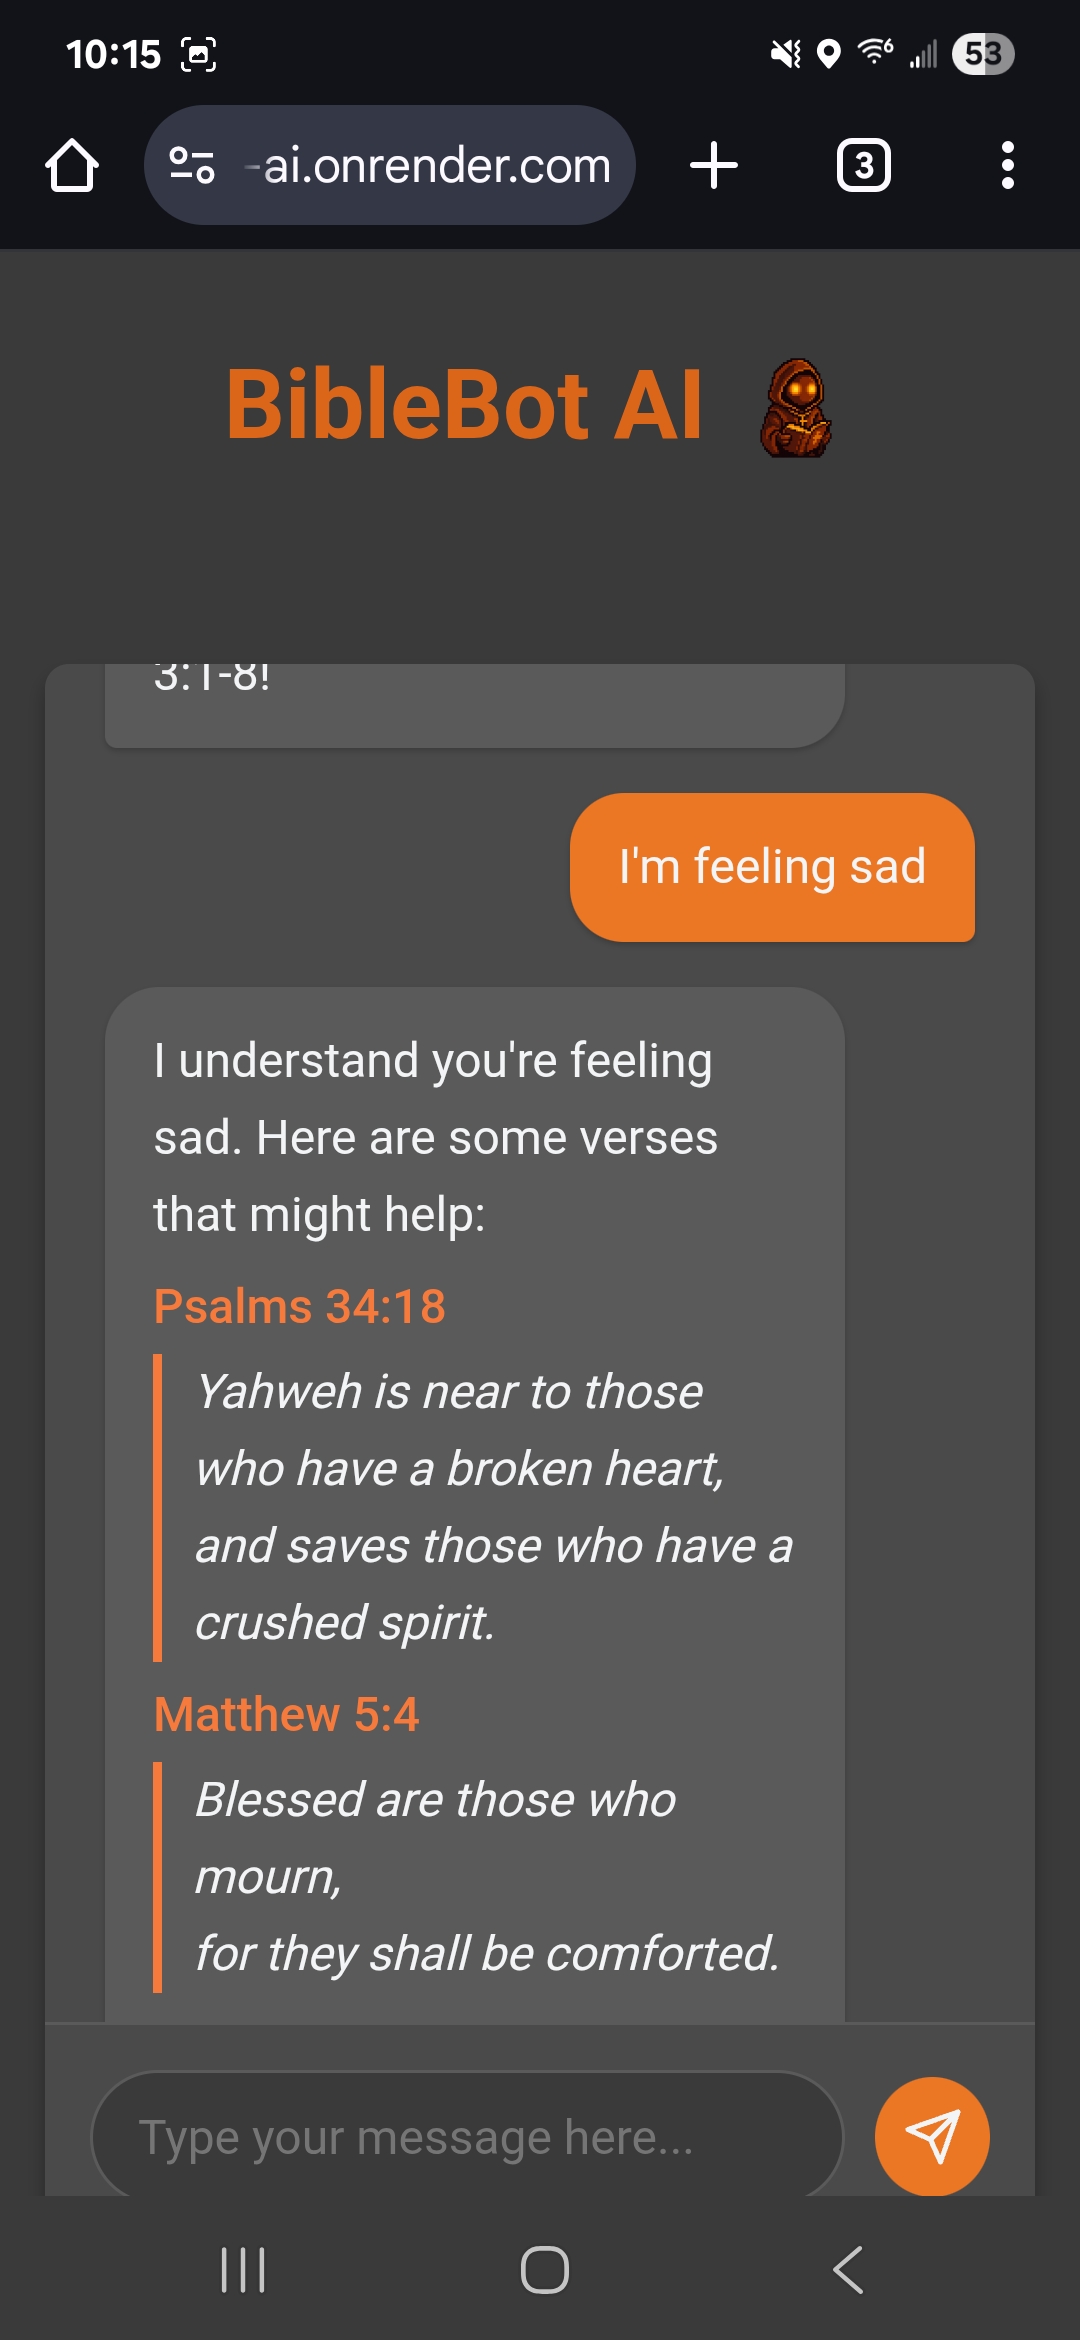 10:15
53
-ai.onrender.com
3
BibleBot AI
3:1-8!
I'm feeling sad
I understand you're feeling
sad. Here are some verses
that might help:
Psalms 34:18
Yahweh is near to those
who have a broken heart,
and saves those who have a
crushed spirit.
Matthew 5:4
Blessed are those who
mourn,
for they shall be comforted.
Type your message here...